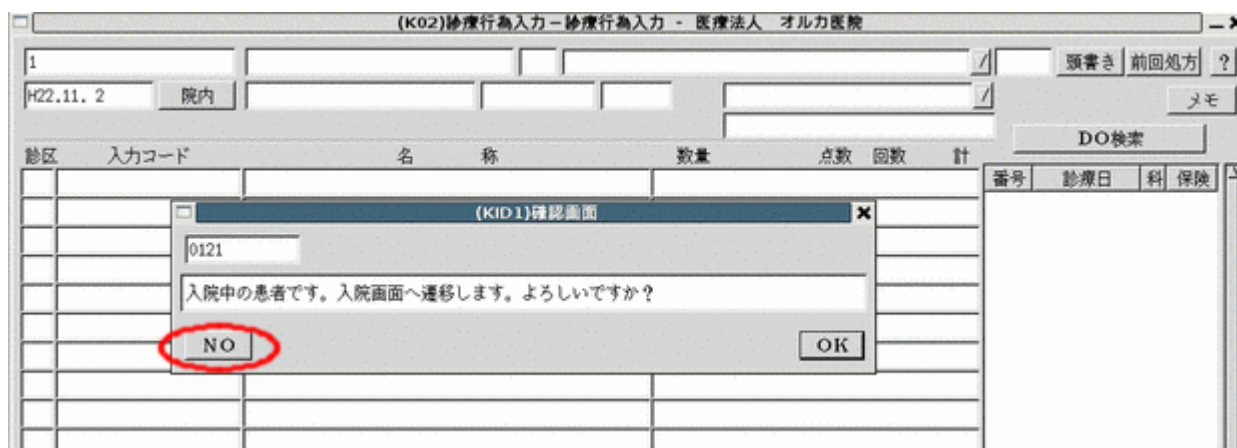 (K02)診療行為入力－診療行為入力 - 医療法人 オルカ医院
1 / 頭書き 前回処方 ?
H22.11. 2 院内 / メモ
DO検索
診区 入力コード 名 称 数量 点数 回数 計
番号 診療日 科 保険
(KID1)確認画面
0121
入院中の患者です。入院画面へ遷移します。よろしいですか？
NO OK